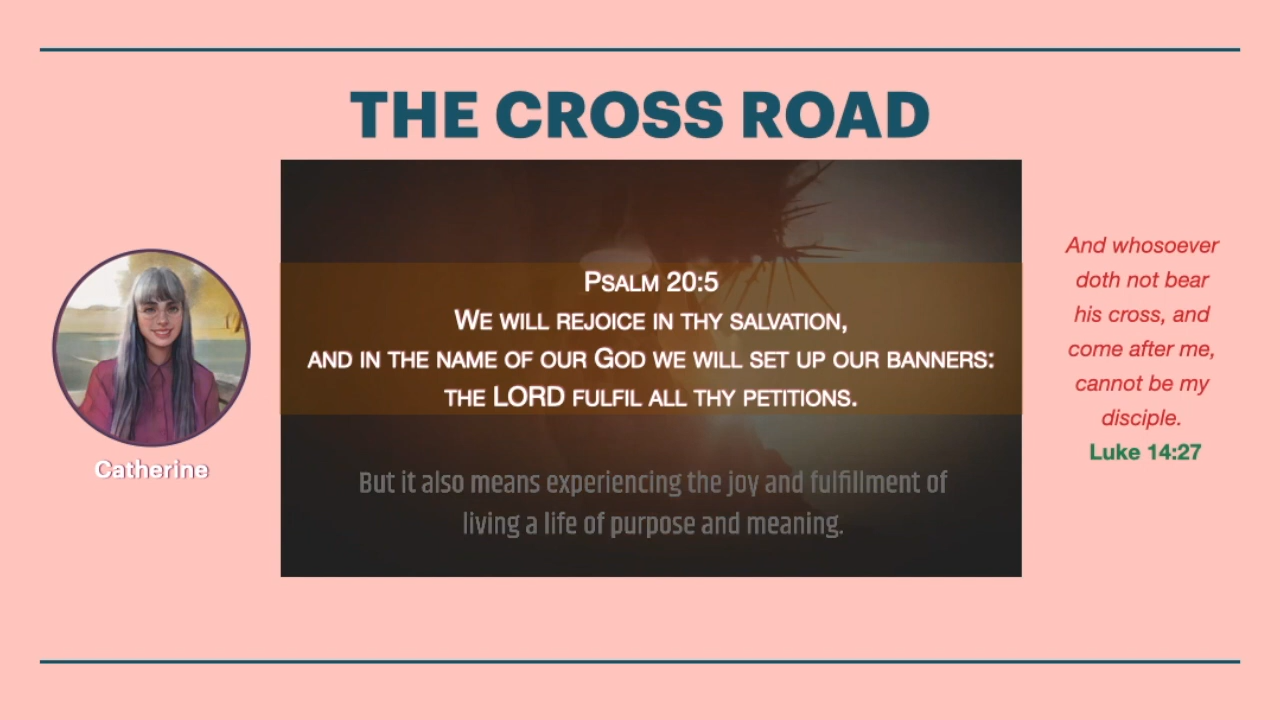 THE CROSS ROAD
Psalm 20:5
We will rejoice in thy salvation,
and in the name of our God we will set up our banners:
the LORD fulfil all thy petitions.
But it also means experiencing the joy and fulfillment of
living a life of purpose and meaning.
Catherine
And whosoever
doth not bear
his cross, and
come after me,
cannot be my
disciple.
Luke 14:27